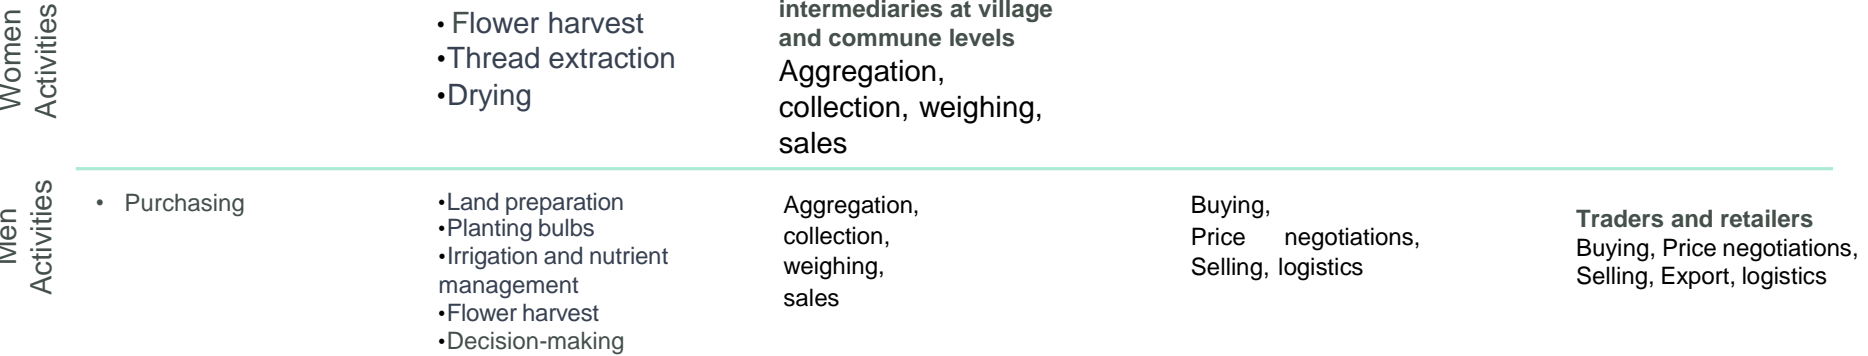 Women
Activities
• Flower harvest
•Thread extraction
•Drying
intermediaries at village
and commune levels
Aggregation,
collection, weighing,
sales
Men
Activities
• Purchasing
•Land preparation
•Planting bulbs
•Irrigation and nutrient
management
•Flower harvest
•Decision-making
Aggregation,
collection,
weighing,
sales
Buying,
Price negotiations,
Selling, logistics
Traders and retailers
Buying, Price negotiations,
Selling, Export, logistics